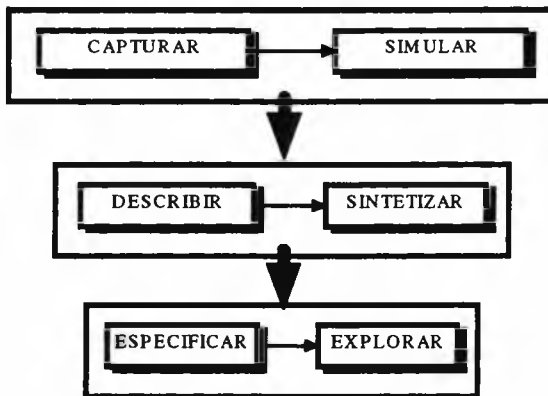 CAPTURAR SIMULAR
DESCRIBIR SINTETIZAR
ESPECIFICAR EXPLORAR